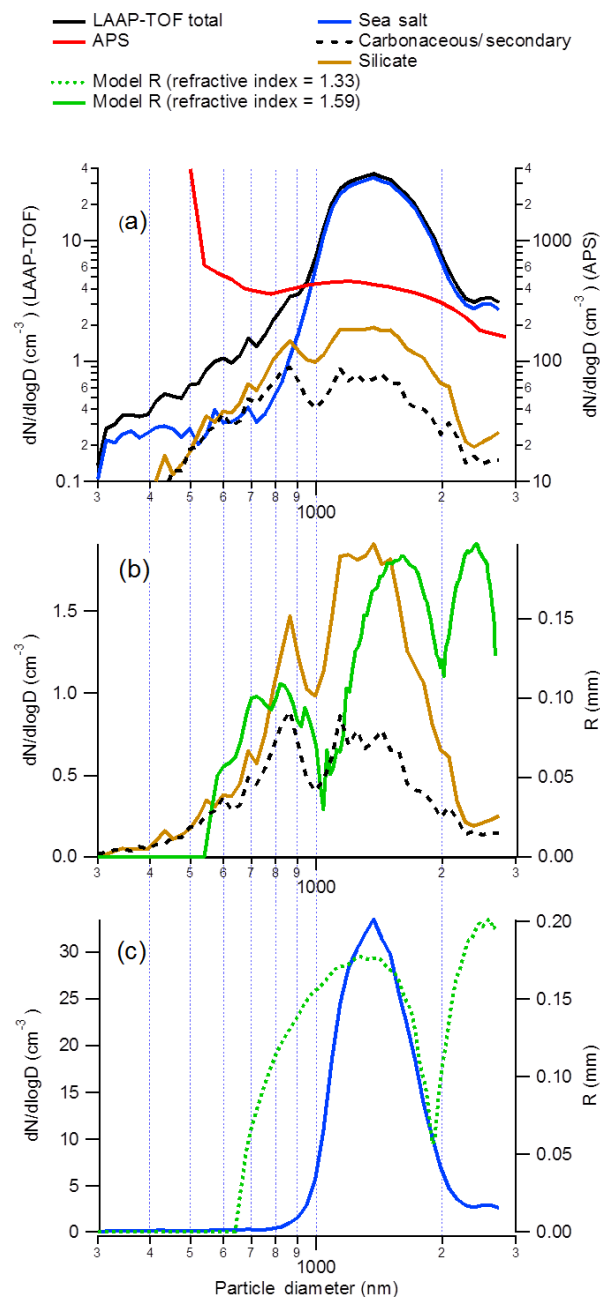 LAAP-TOF total
Sea salt
APS
Carbonaceous/ secondary
Silicate
Model R (refractive index = 1.33)
Model R (refractive index = 1.59)
(a)
dN/dlogD (cm⁻³) (LAAP-TOF)
4
2
10
6
4
2
1
6
4
2
0.1
4
2
1000
6
4
2
100
6
4
2
10
dN/dlogD (cm⁻³) (APS)
3 4 5 6 7 8 9 2 3
1000
(b)
dN/dlogD (cm⁻³)
1.5
1.0
0.5
0.0
0.15
0.10
0.05
0.00
R (mm)
3 4 5 6 7 8 9 2 3
1000
(c)
dN/dlogD (cm⁻³)
30
25
20
15
10
5
0
0.20
0.15
0.10
0.05
0.00
R (mm)
3 4 5 6 7 8 9 2 3
1000
Particle diameter (nm)